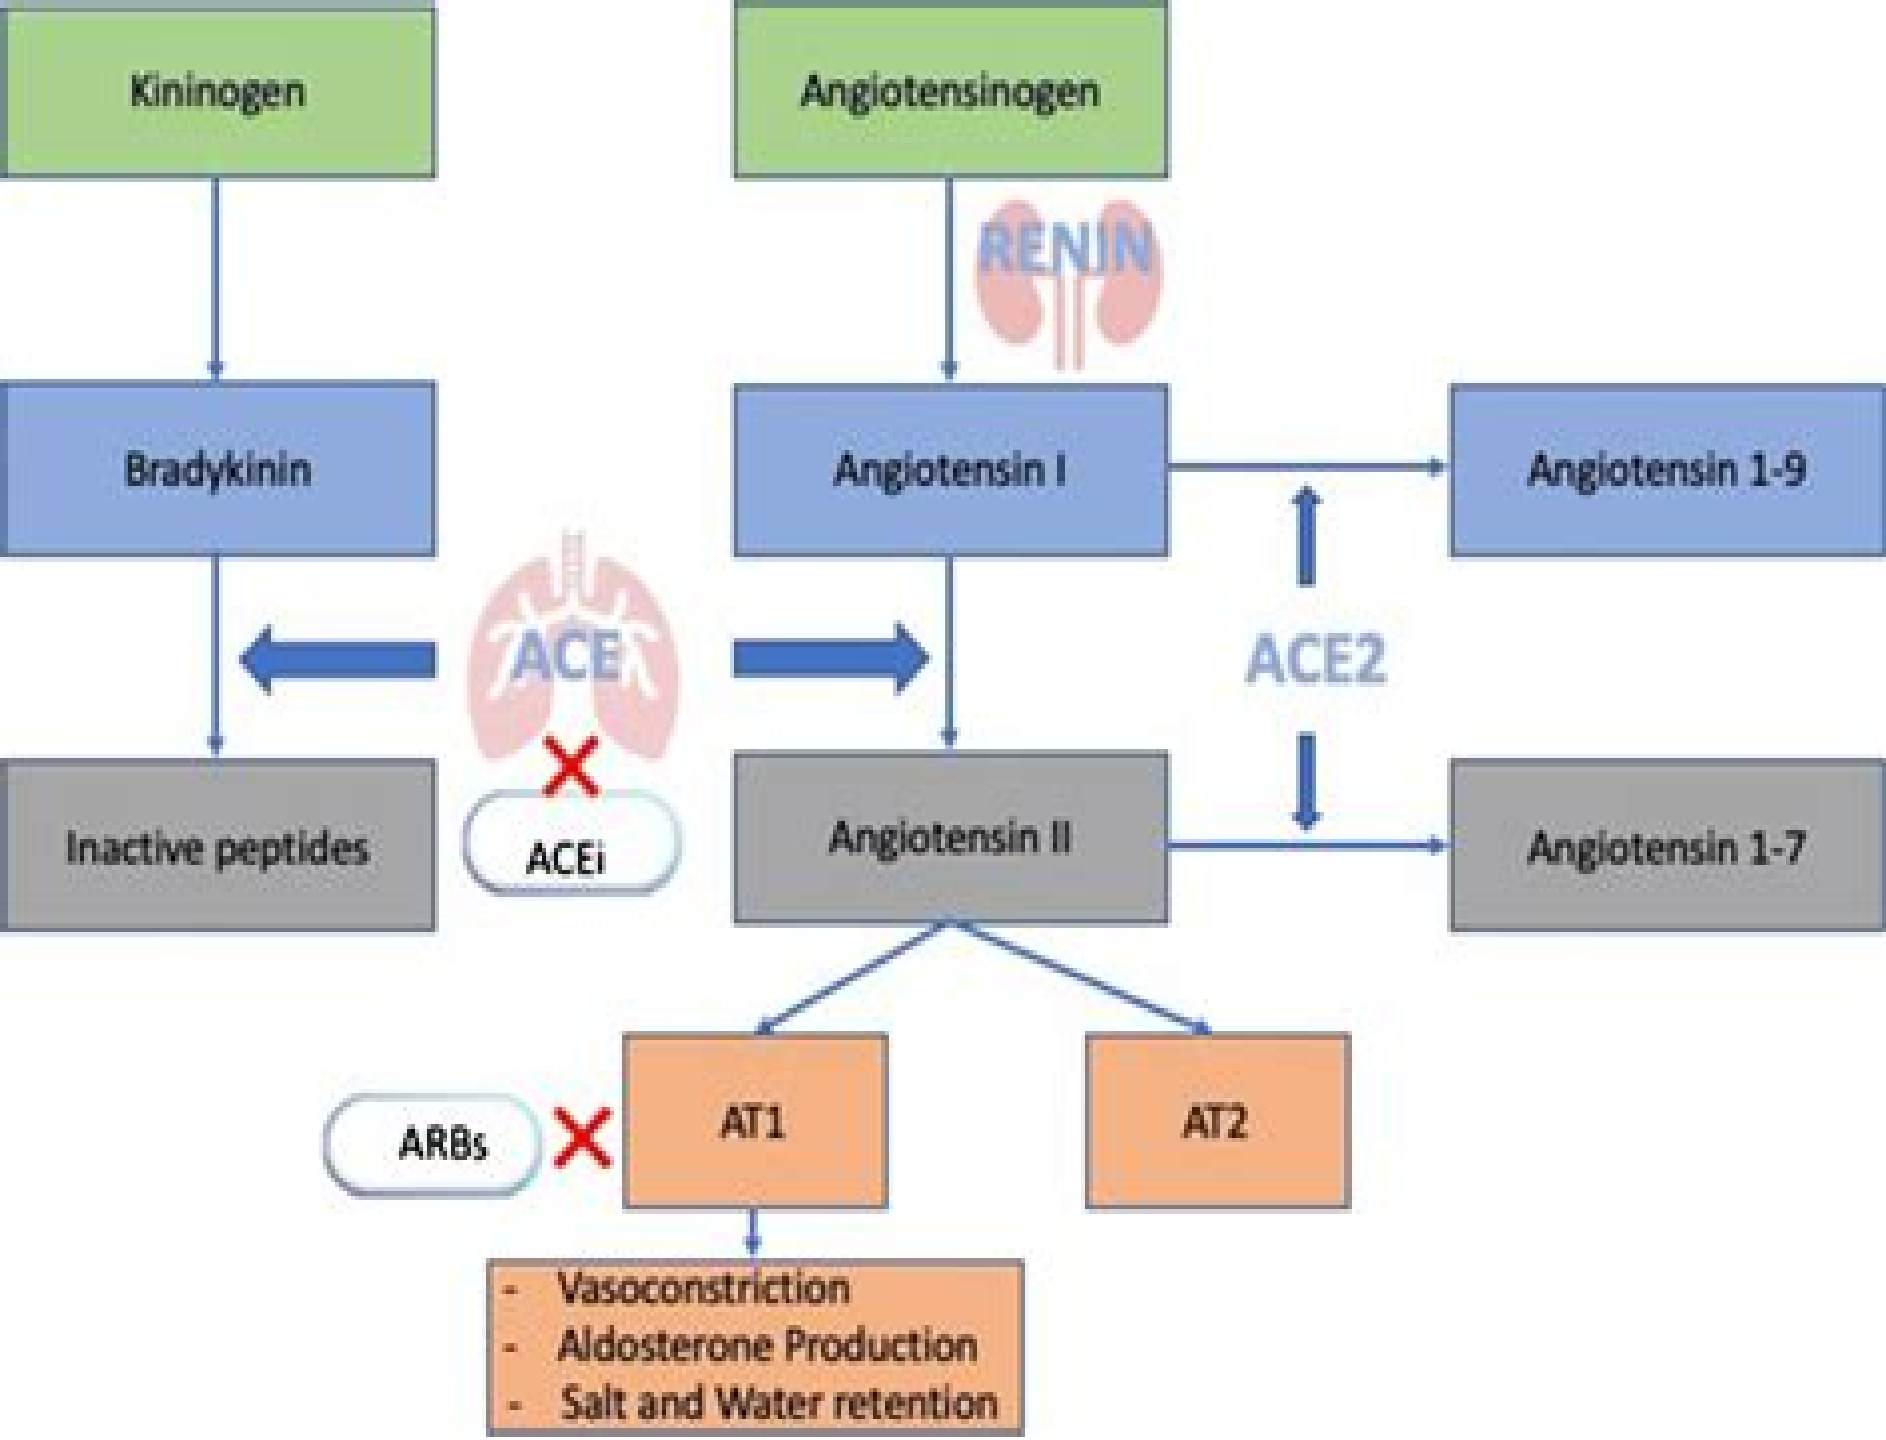 Kininogen
Angiotensinogen
RENIN
Bradykinin
Angiotensin I
Angiotensin 1-9
ACE
ACE2
Inactive peptides
ACEi
Angiotensin II
Angiotensin 1-7
ARBs
AT1
AT2
- Vasoconstriction
- Aldosterone Production
- Salt and Water retention